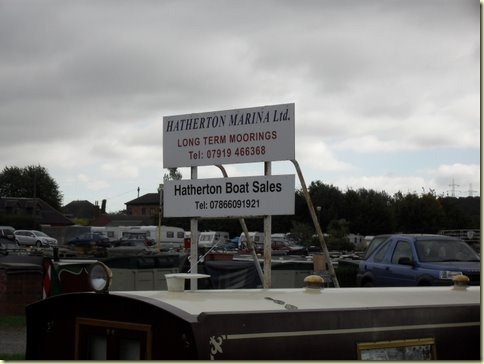 HATHERTON MARINA Ltd.
LONG TERM MOORINGS
Tel: 07919 466368
Hatherton Boat Sales
Tel: 07866091921